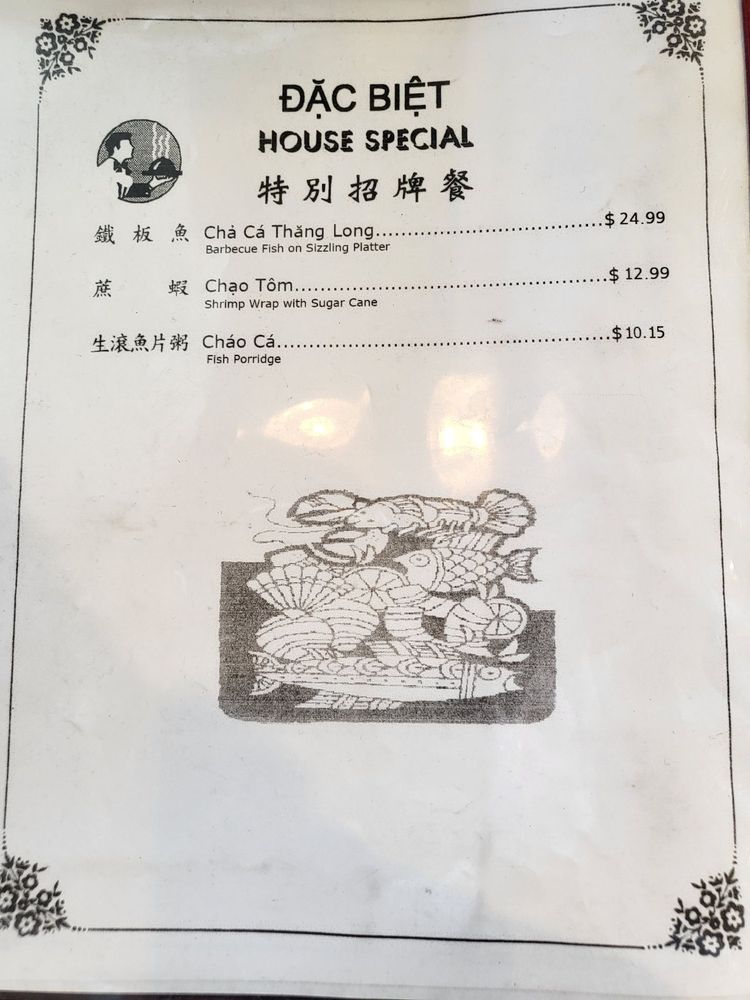 ĐẶC BIỆT
HOUSE SPECIAL
特別招牌餐
鐵板魚 Chả Cá Thăng Long.......................................$ 24.99
Barbecue Fish on Sizzling Platter
蔗蝦 Chạo Tôm.......................................................$ 12.99
Shrimp Wrap with Sugar Cane
生滾魚片粥 Cháo Cá..........................................................$10.15
Fish Porridge